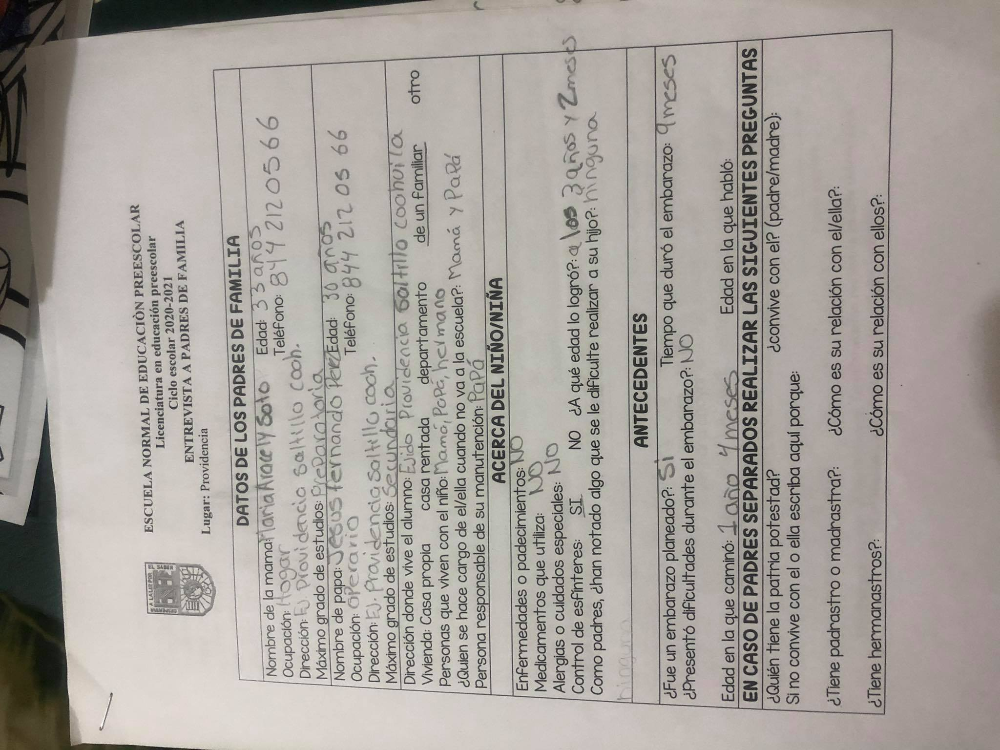 ESCUELA NORMAL DE EDUCACIÒN PREESCOLAR
Licenciatura en educación preescolar
Ciclo escolar 2020-2021
ENTREVISTA A PADRES DE FAMILIA
Lugar: Providencia
A LA LUZ POR EL SABER
DESPERTAR
DATOS DE LOS PADRES DE FAMILIA
Nombre de la mama: Maria Aracely Soto Edad: 33 años
Ocupación: Hogar Teléfono: 844 212 05 66
Dirección: EJ. Providencia Saltillo coah.
Máximo grado de estudios: Preparatoria
Nombre de papa: Jesus fernando Perez Edad: 30 años
Ocupación: Operario Teléfono: 844 212 05 66
Dirección: EJ. Providencia Saltillo coah.
Máximo grado de estudios: Secundaria
Dirección donde vive el alumno: Ejido Providencia Saltillo Coahuila
Vivienda: Casa propia casa rentada departamento de un familiar otro
Personas que viven con el niño: Mamá, Papá, hermano
¿Quien se hace cargo de el/ella cuando no va a la escuela?: Mamá y Papá
Persona responsable de su manutención: Papá
ACERCA DEL NIÑO/NIÑA
Enfermedades o padecimientos: NO
Medicamentos que utiliza: NO
Alergias o cuidados especiales: NO
Control de esfínteres: SI NO ¿A qué edad lo logró?: a los 3 años y 2 meses
Como padres, ¿han notado algo que se le dificulte realizar a su hijo?: ninguna
ninguna
ANTECEDENTES
¿Fue un embarazo planeado?: Si Tiempo que duró el embarazo: 9 meses
¿Presentó dificultades durante el embarazo?: NO
Edad en la que caminó: 1 año 4 meses Edad en la que habló:
EN CASO DE PADRES SEPARADOS REALIZAR LAS SIGUIENTES PREGUNTAS
¿Quién tiene la patria potestad? ¿convive con el? (padre/madre):
Si no convive con el o ella escriba aquí porque:
¿Tiene padrastro o madrastra?: ¿Cómo es su relación con el/ella?:
¿Tiene hermanastros?: ¿Cómo es su relación con ellos?: